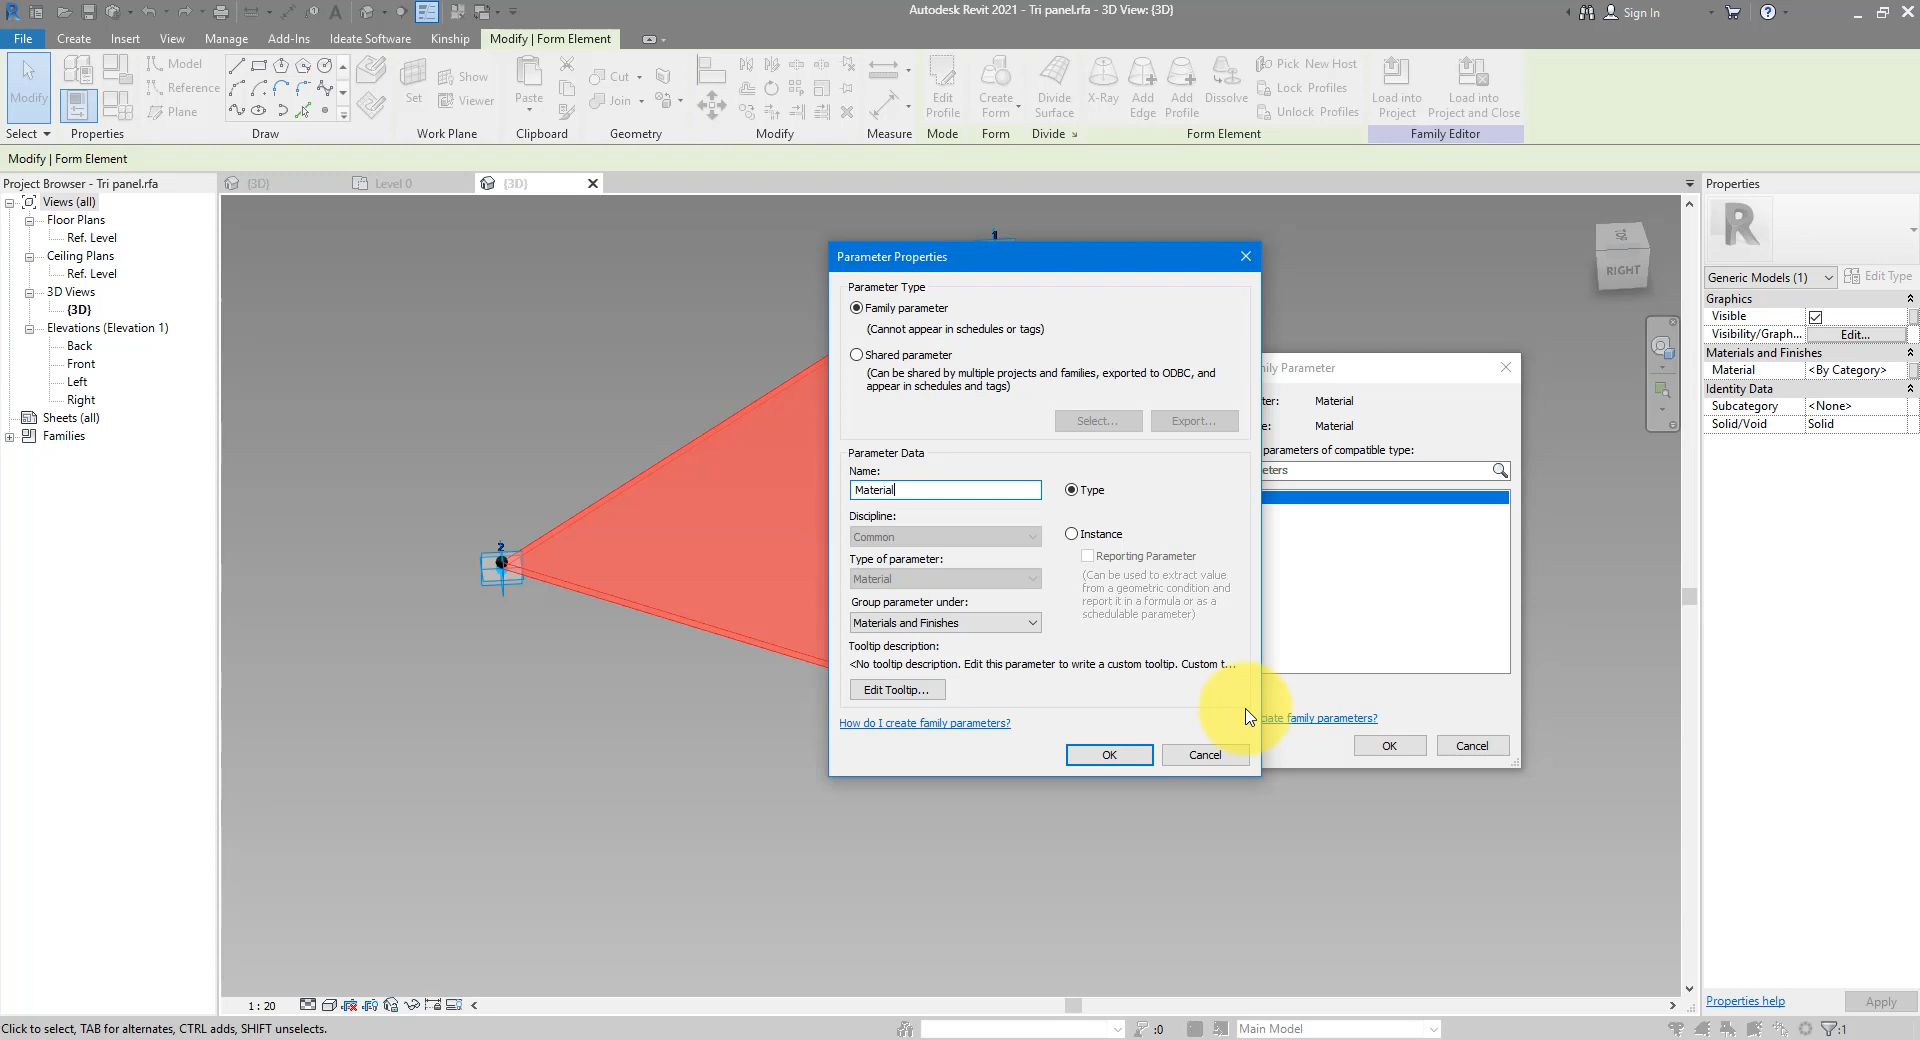 Autodesk Revit 2021 - Tri panel.rfa - 3D View: {3D}
Sign In
File
Create
Insert
View
Manage
Add-Ins
Ideate Software
Kinship
Modify | Form Element
Modify
Select
Properties
Model
Reference
Plane
Draw
Set
Show
Viewer
Work Plane
Paste
Clipboard
Cut
Join
Geometry
Modify
Measure
Edit
Profile
Mode
Create
Form
Form
Divide
Surface
Divide
X-Ray
Add
Edge
Add
Profile
Dissolve
Pick New Host
Lock Profiles
Unlock Profiles
Form Element
Load into
Project
Load into
Project and Close
Family Editor
Modify | Form Element
Project Browser - Tri panel.rfa
Views (all)
Floor Plans
Ref. Level
Ceiling Plans
Ref. Level
3D Views
{3D}
Elevations (Elevation 1)
Back
Front
Left
Right
Sheets (all)
Families
{3D}
Level 0
{3D}
1
2
TOP
RIGHT
Parameter Properties
Parameter Type
Family parameter
(Cannot appear in schedules or tags)
Shared parameter
(Can be shared by multiple projects and families, exported to ODBC, and
appear in schedules and tags)
Select...
Export...
Parameter Data
Name:
Material
Type
Discipline:
Common
Instance
Type of parameter:
Reporting Parameter
Material
(Can be used to extract value
from a geometric condition and
report it in a formula or as a
schedulable parameter)
Group parameter under:
Materials and Finishes
Tooltip description:
<No tooltip description. Edit this parameter to write a custom tooltip. Custom t...
Edit Tooltip...
How do I create family parameters?
OK
Cancel
ily Parameter
ter:
Material
e:
Material
parameters of compatible type:
eters
ciate family parameters?
OK
Cancel
Properties
R
Generic Models (1)
Edit Type
Graphics
Visible
Visibility/Graph...
Edit...
Materials and Finishes
Material
<By Category>
Identity Data
Subcategory
<None>
Solid/Void
Solid
Properties help
Apply
1 : 20
Click to select, TAB for alternates, CTRL adds, SHIFT unselects.
:0
Main Model
:1